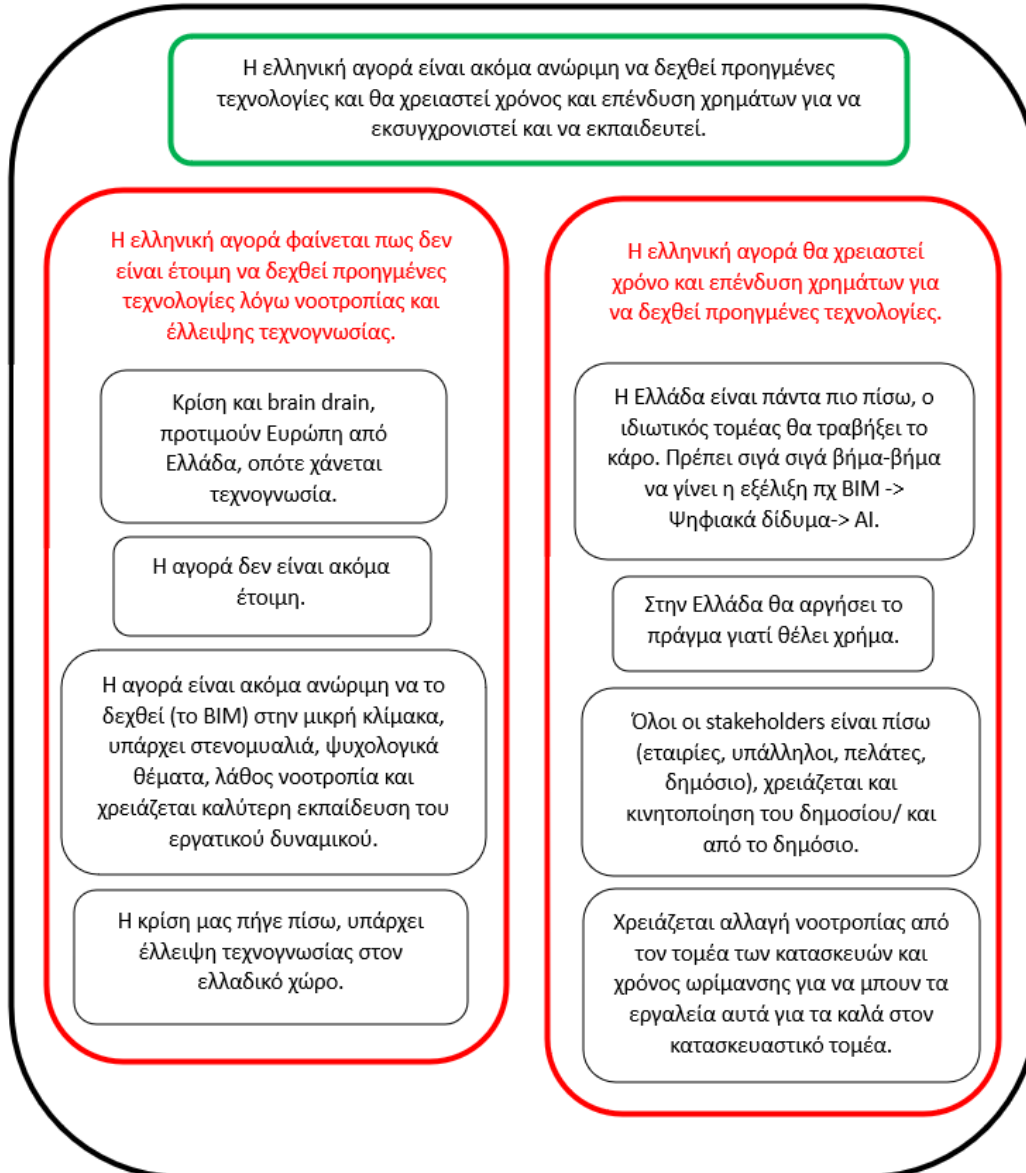 Η ελληνική αγορά είναι ακόμα ανώριμη να δεχθεί προηγμένες
τεχνολογίες και θα χρειαστεί χρόνος και επένδυση χρημάτων για να
εκσυγχρονιστεί και να εκπαιδευτεί.
Η ελληνική αγορά φαίνεται πως δεν
είναι έτοιμη να δεχθεί προηγμένες
τεχνολογίες λόγω νοοτροπίας και
έλλειψης τεχνογνωσίας.
Κρίση και brain drain,
προτιμούν Ευρώπη από
Ελλάδα, οπότε χάνεται
τεχνογνωσία.
Η αγορά δεν είναι ακόμα
έτοιμη.
Η αγορά είναι ακόμα ανώριμη να το
δεχθεί (το BIM) στην μικρή κλίμακα,
υπάρχει στενομυαλιά, ψυχολογικά
θέματα, λάθος νοοτροπία και
χρειάζεται καλύτερη εκπαίδευση του
εργατικού δυναμικού.
Η κρίση μας πήγε πίσω, υπάρχει
έλλειψη τεχνογνωσίας στον
ελλαδικό χώρο.
Η ελληνική αγορά θα χρειαστεί
χρόνο και επένδυση χρημάτων για
να δεχθεί προηγμένες τεχνολογίες.
Η Ελλάδα είναι πάντα πιο πίσω, ο
ιδιωτικός τομέας θα τραβήξει το
κάρο. Πρέπει σιγά σιγά βήμα-βήμα
να γίνει η εξέλιξη πχ BIM ->
Ψηφιακά δίδυμα-> AI.
Στην Ελλάδα θα αργήσει το
πράγμα γιατί θέλει χρήμα.
Όλοι οι stakeholders είναι πίσω
(εταιρίες, υπάλληλοι, πελάτες,
δημόσιο), χρειάζεται και
κινητοποίηση του δημοσίου/ και
από το δημόσιο.
Χρειάζεται αλλαγή νοοτροπίας από
τον τομέα των κατασκευών και
χρόνος ωρίμανσης για να μπουν τα
εργαλεία αυτά για τα καλά στον
κατασκευαστικό τομέα.